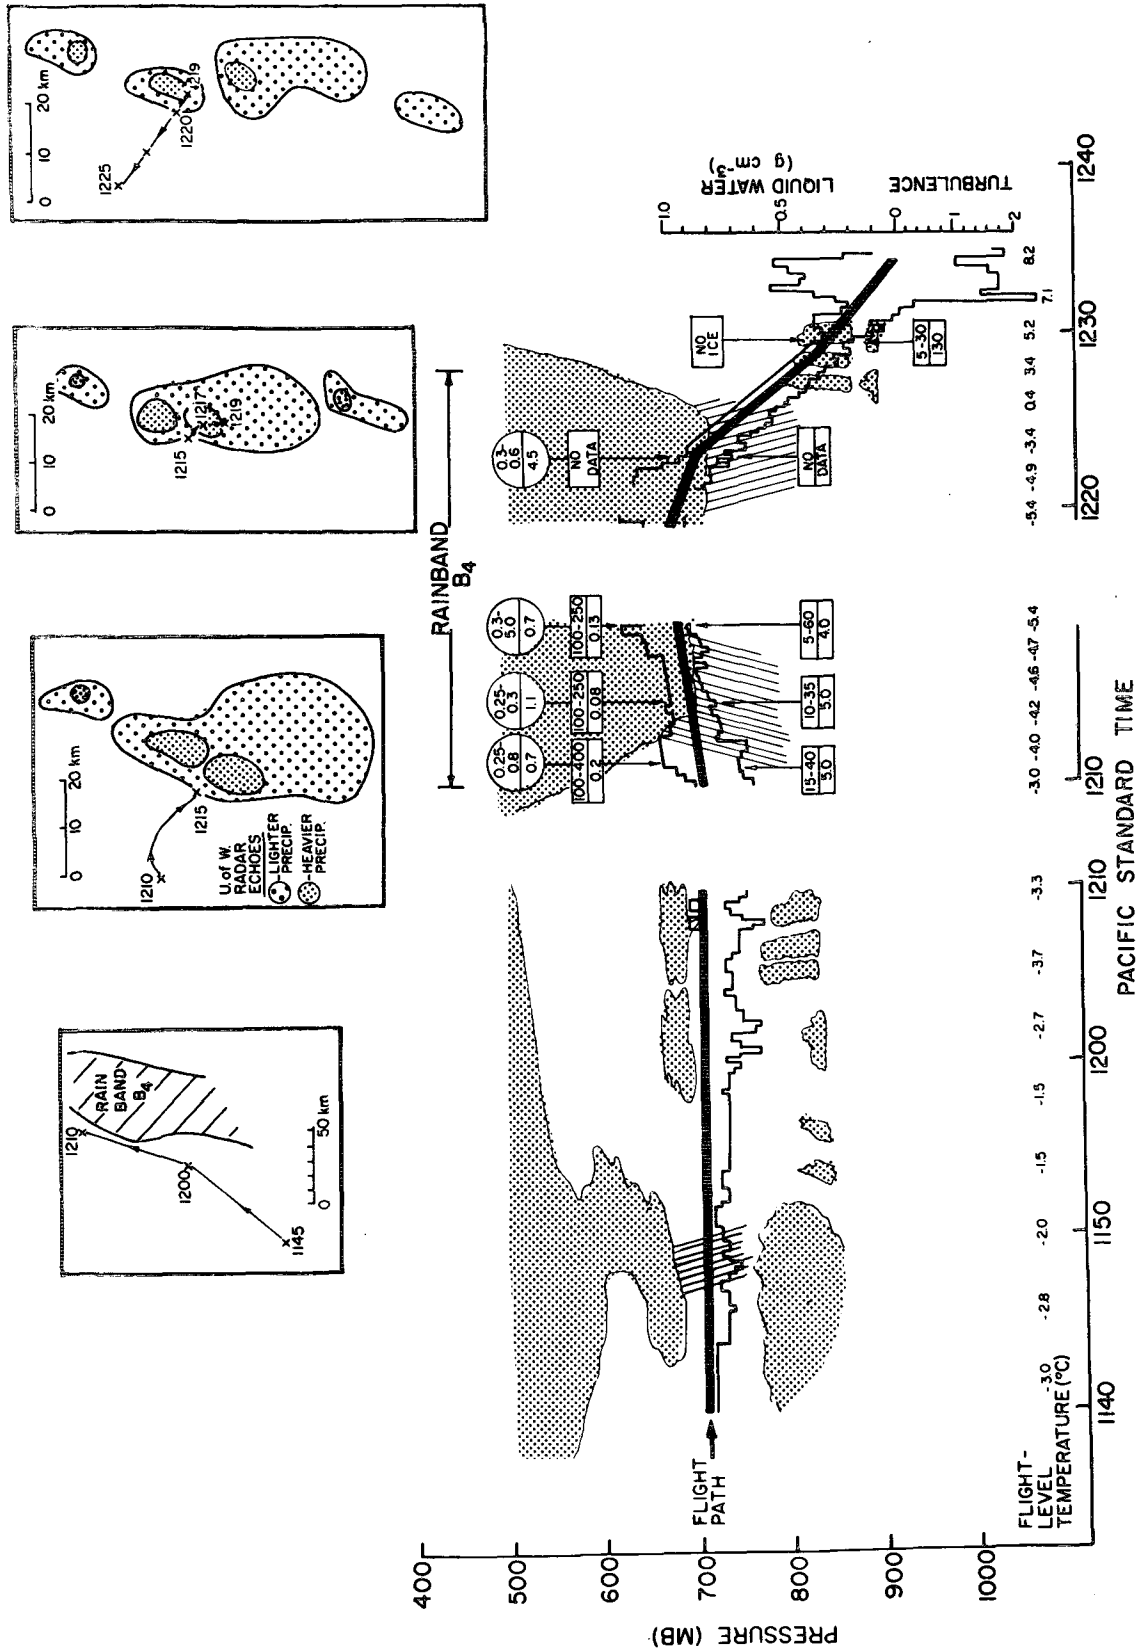 1210
1200
1145
RAIN
BAND
B4
0
50 km
0
10
20 km
1210
1215
U. of W.
RADAR
ECHOES
-LIGHTER
PRECIP.
-HEAVIER
PRECIP.
0
10
20 km
1215
1217
1219
0
10
20 km
1225
1220
1219
RAINBAND
B4
PRESSURE (MB)
400
500
600
700
800
900
1000
FLIGHT
PATH
0.25-
0.8
0.7
0.25-
0.3
1.1
0.3-
5.0
0.7
0.3-
0.6
4.5
100-400
0.2
100-250
0.08
100-250
0.13
NO
DATA
15-40
5.0
10-35
5.0
5-60
4.0
NO
DATA
NO
ICE
5-30
130
1.0
0.5
0
1
2
LIQUID WATER
(g cm-3)
TURBULENCE
FLIGHT-
LEVEL
TEMPERATURE (°C)
-3.0
-2.8
-2.0
-1.5
-1.5
-2.7
-3.7
-3.3
-3.0
-4.0
-4.2
-4.6
-4.7
-5.4
-5.4
-4.9
-3.4
0.4
3.4
5.2
7.1
8.2
1140
1150
1200
1210
1210
1220
1230
1240
PACIFIC STANDARD TIME